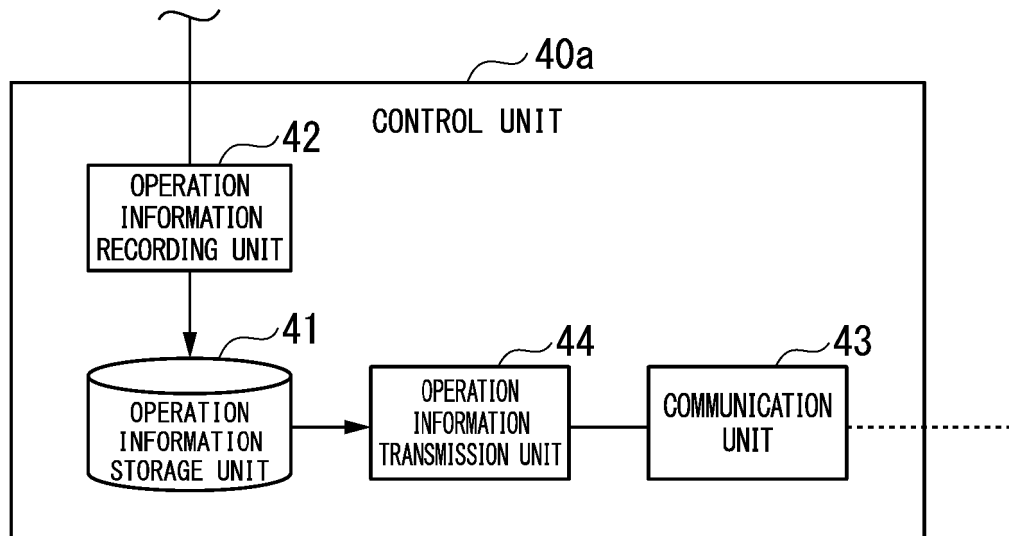 40a
CONTROL UNIT
42
OPERATION
INFORMATION
RECORDING UNIT
41
OPERATION
INFORMATION
STORAGE UNIT
44
OPERATION
INFORMATION
TRANSMISSION UNIT
43
COMMUNICATION
UNIT